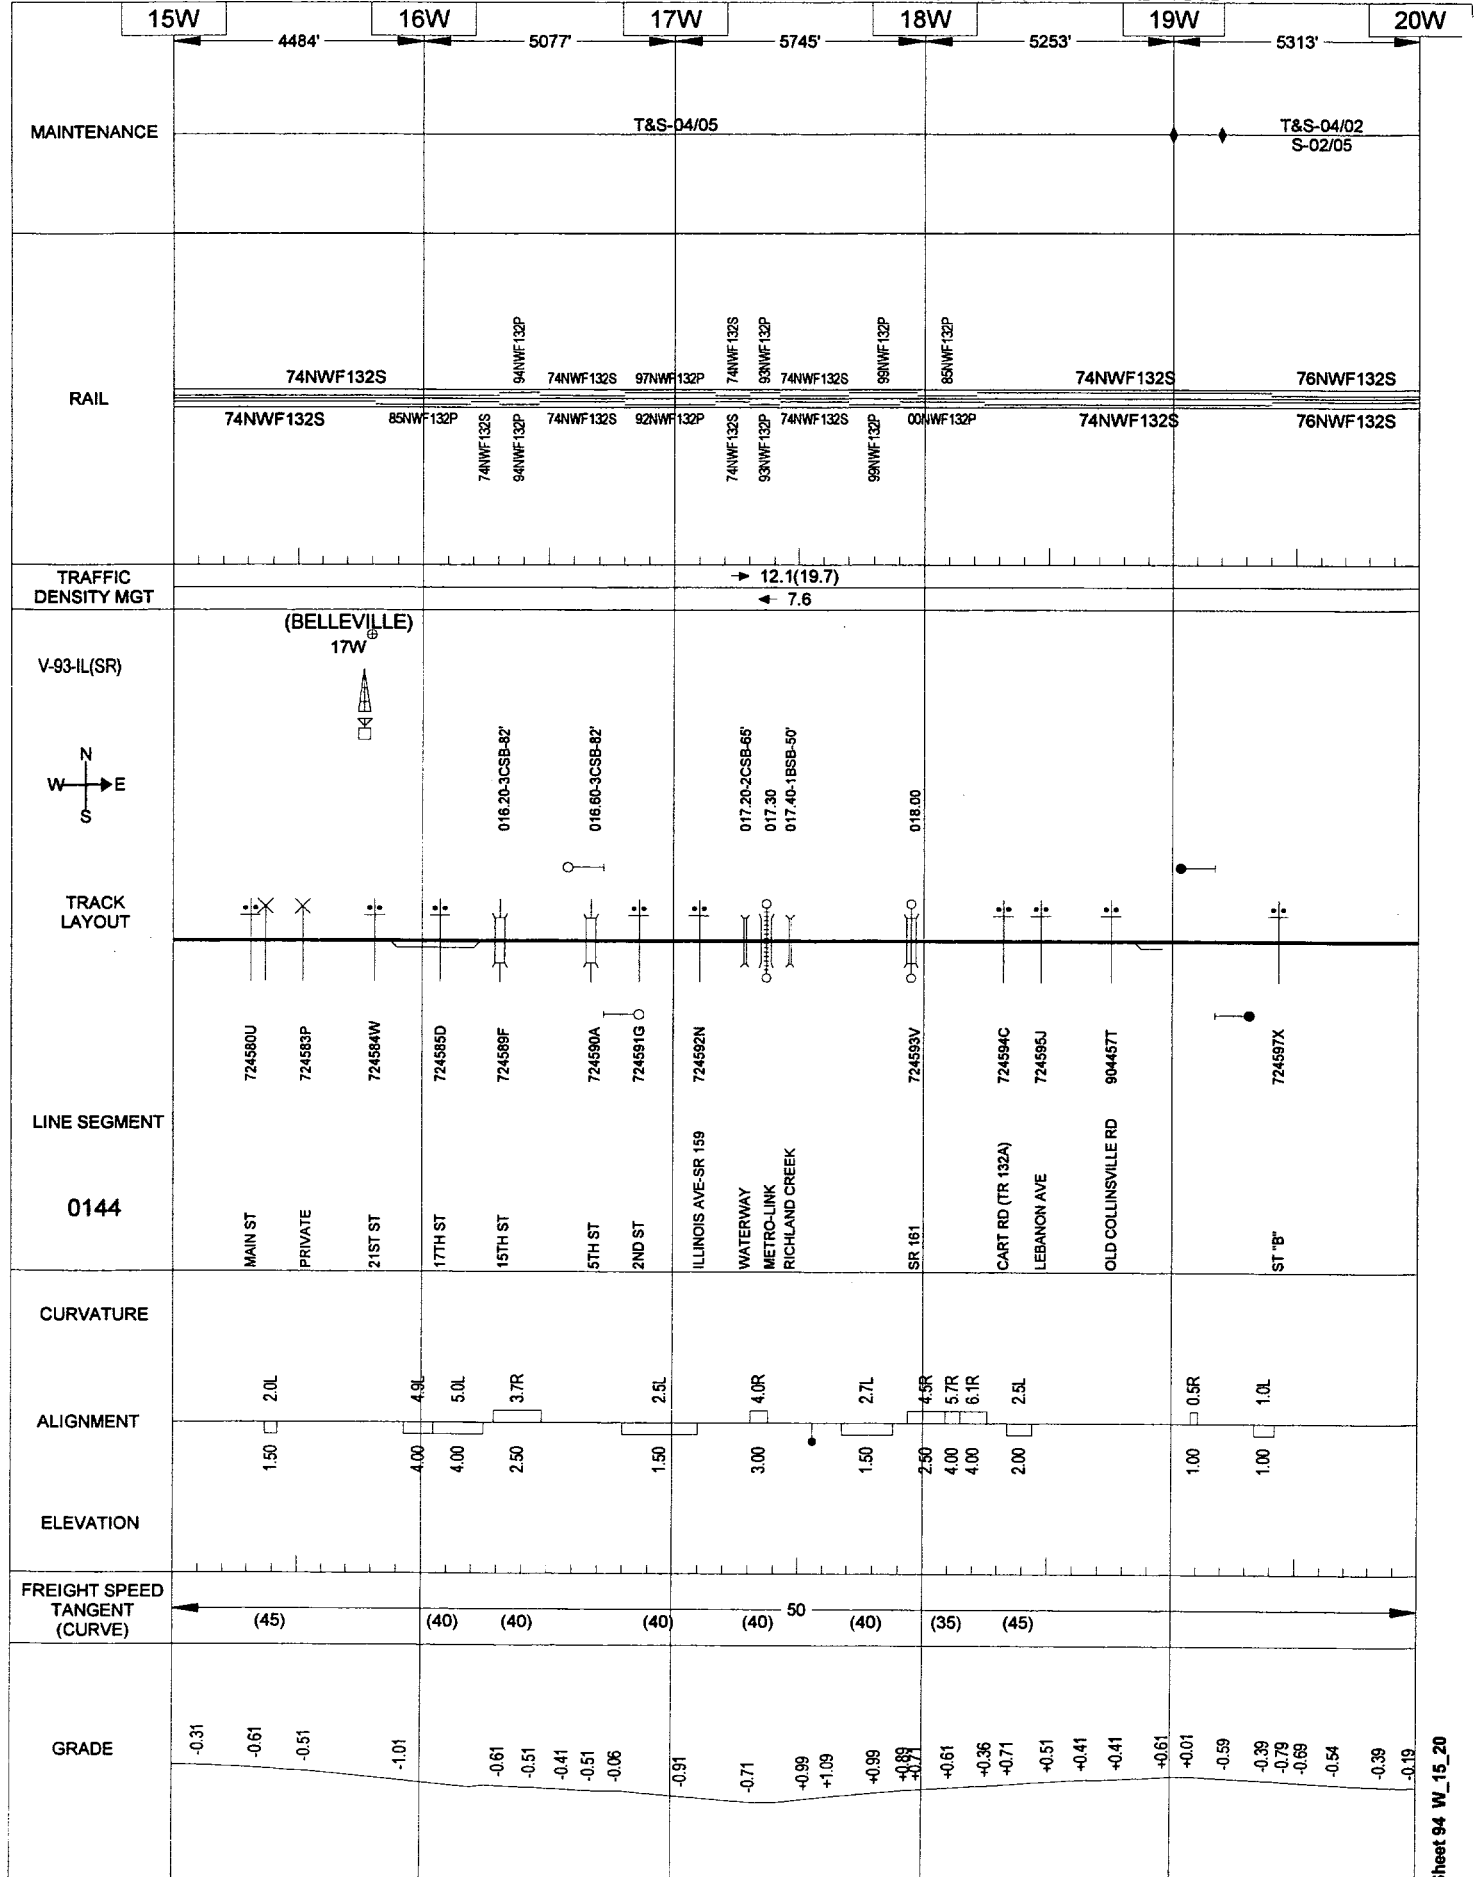 15W 16W 17W 18W 19W 20W
4484' 5077' 5745' 5253' 5313'
MAINTENANCE
T&S-04/05
T&S-04/02
S-02/05
RAIL
74NWF132S 94NWF132P 74NWF132S 97NWF132P 74NWF132S 93NWF132P 74NWF132S 99NWF132P 85NWF132P 74NWF132S 76NWF132S
74NWF132S 85NWF132P 74NWF132S 94NWF132P 74NWF132S 92NWF132P 74NWF132S 93NWF132P 74NWF132S 99NWF132P 00NWF132P 74NWF132S 76NWF132S
TRAFFIC
DENSITY MGT
12.1(19.7)
7.6
(BELLEVILLE)
17W
V-93-IL(SR)
N
W E
S
016.20-3CSB-82'
016.60-3CSB-82'
017.20-2CSB-65'
017.30
017.40-1BSB-50'
018.00
TRACK
LAYOUT
724580U
724583P
724584W
724585D
724589F
724590A
724591G
724592N
724593V
724594C
724595J
904457T
724597X
LINE SEGMENT
0144
MAIN ST
PRIVATE
21ST ST
17TH ST
15TH ST
5TH ST
2ND ST
ILLINOIS AVE-SR 159
WATERWAY
METRO-LINK
RICHLAND CREEK
SR 161
CART RD (TR 132A)
LEBANON AVE
OLD COLLINSVILLE RD
ST "B"
CURVATURE
2.0L 4.9L 5.0L 3.7R 2.5L 4.0R 2.7L 4.5R 5.7R 6.1R 2.5L 0.5R 1.0L
ALIGNMENT
1.50 4.00 4.00 2.50 1.50 3.00 1.50 2.50 4.00 4.00 2.00 1.00 1.00
ELEVATION
FREIGHT SPEED
TANGENT
(CURVE)
50
(45) (40) (40) (40) (40) (40) (35) (45)
GRADE
-0.31 -0.61 -0.51 -1.01 -0.61 -0.51 -0.41 -0.51 -0.06 -0.91 -0.71 +0.99 +1.09 +0.99 +0.89 +0.71 +0.61 +0.36 +0.71 +0.51 +0.41 +0.41 +0.61 +0.01 -0.59 -0.39 -0.79 -0.69 -0.54 -0.39 -0.19
Sheet 94 W_15_20